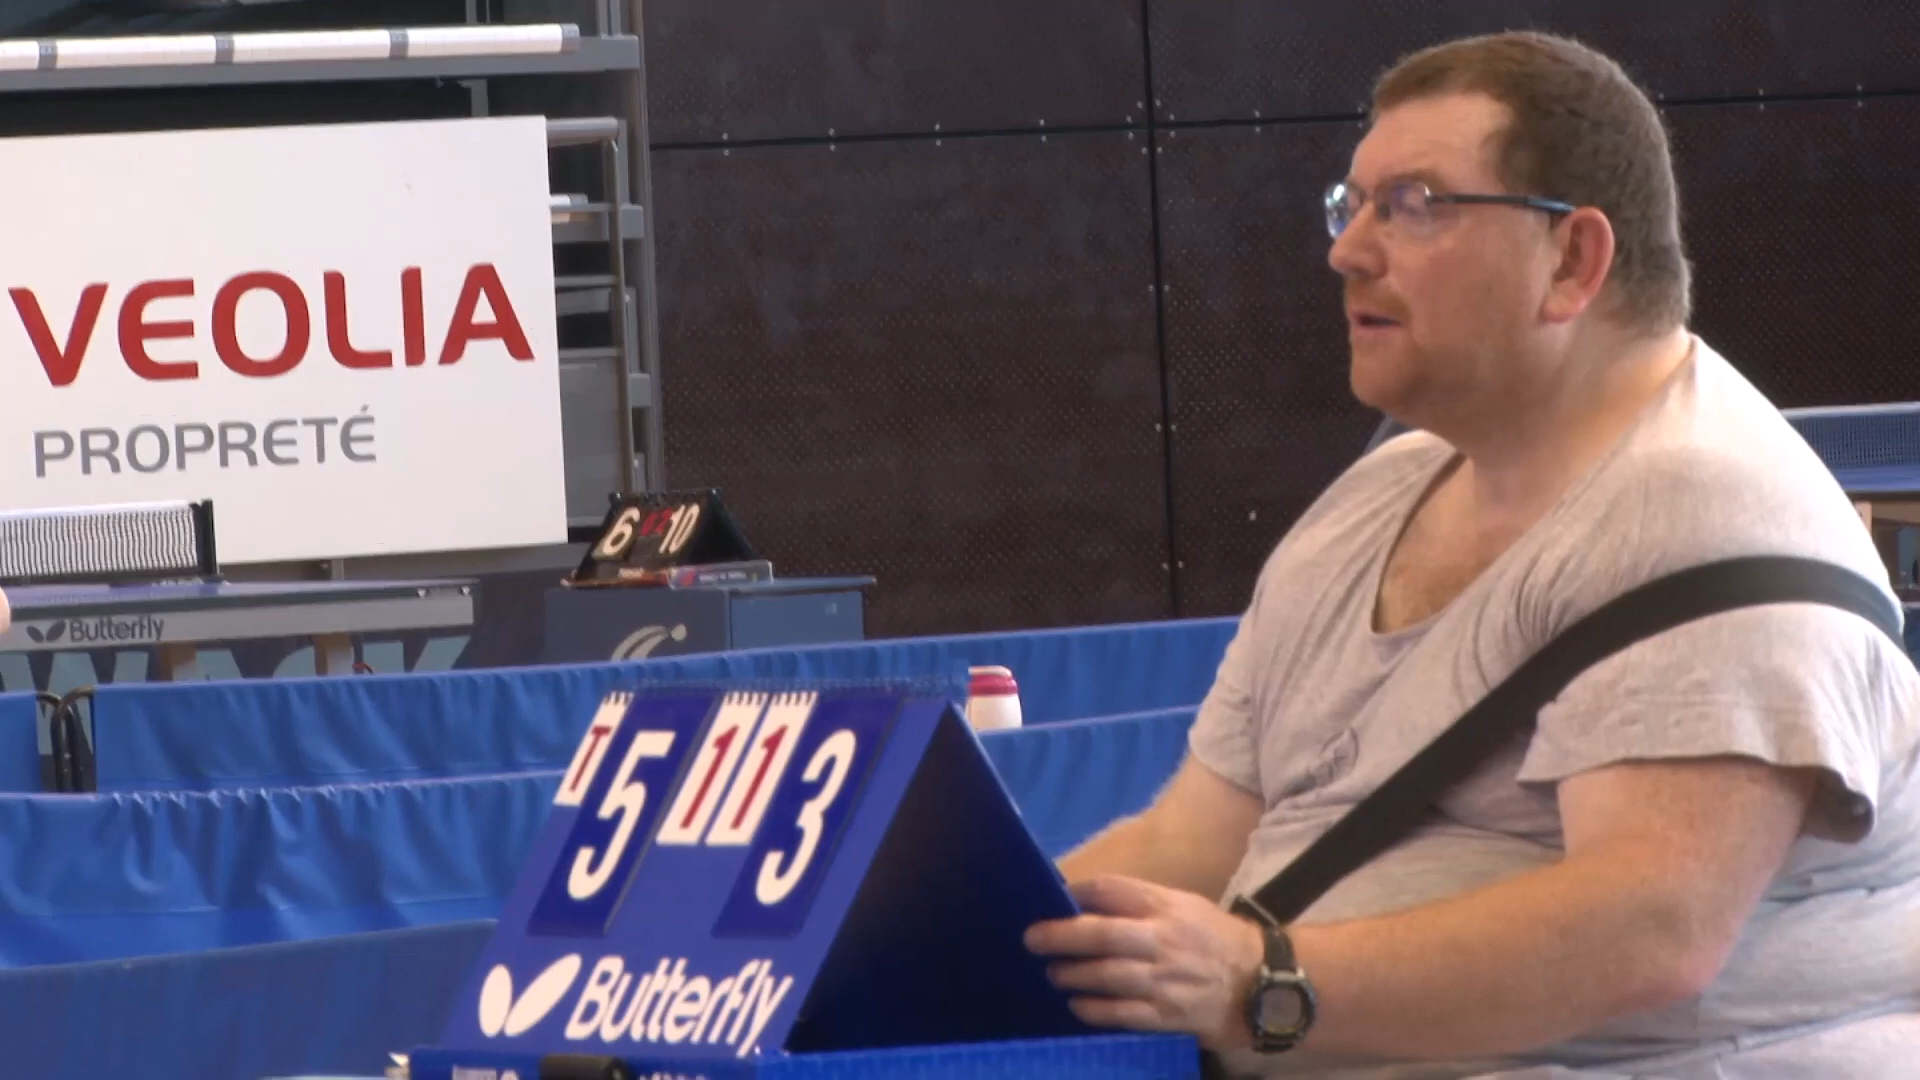 VEOLIA
PROPRETÉ
6 10
Butterfly
T 5 1 1 3
Butterfly